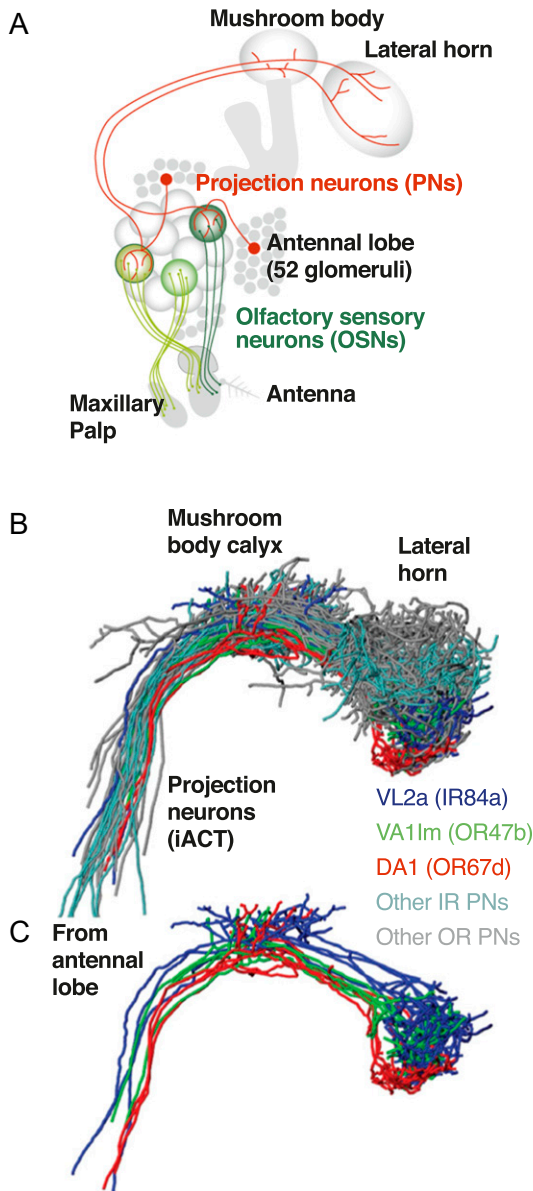 A
Mushroom body
Lateral horn
Projection neurons (PNs)
Antennal lobe
(52 glomeruli)
Olfactory sensory
neurons (OSNs)
Antenna
Maxillary
Palp
B
Mushroom
body calyx
Lateral
horn
Projection
neurons
(iACT)
VL2a (IR84a)
VA1lm (OR47b)
DA1 (OR67d)
Other IR PNs
Other OR PNs
C
From
antennal
lobe